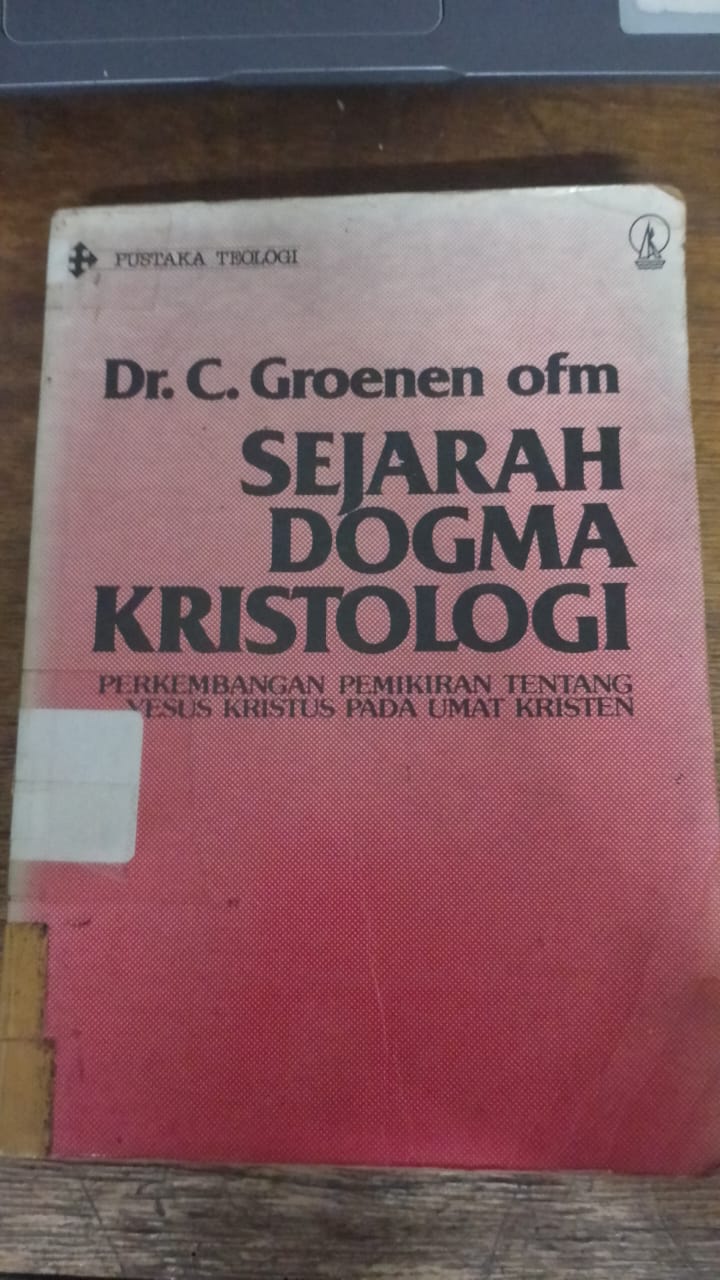 PUSTAKA TEOLOGI
Dr. C. Groenen ofm
SEJARAH
DOGMA
KRISTOLOGI
PERKEMBANGAN PEMIKIRAN TENTANG
YESUS KRISTUS PADA UMAT KRISTEN